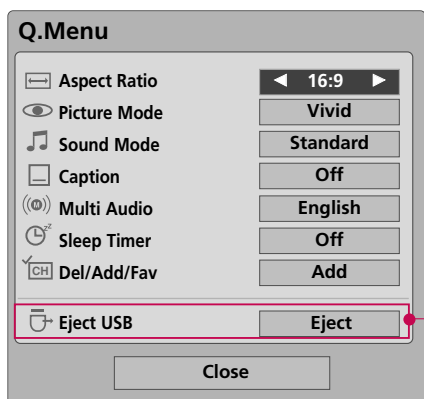 Q.Menu
Aspect Ratio ◀ 16:9 ▶
Picture Mode Vivid
Sound Mode Standard
Caption Off
Multi Audio English
Sleep Timer Off
CH Del/Add/Fav Add
Eject USB Eject
Close